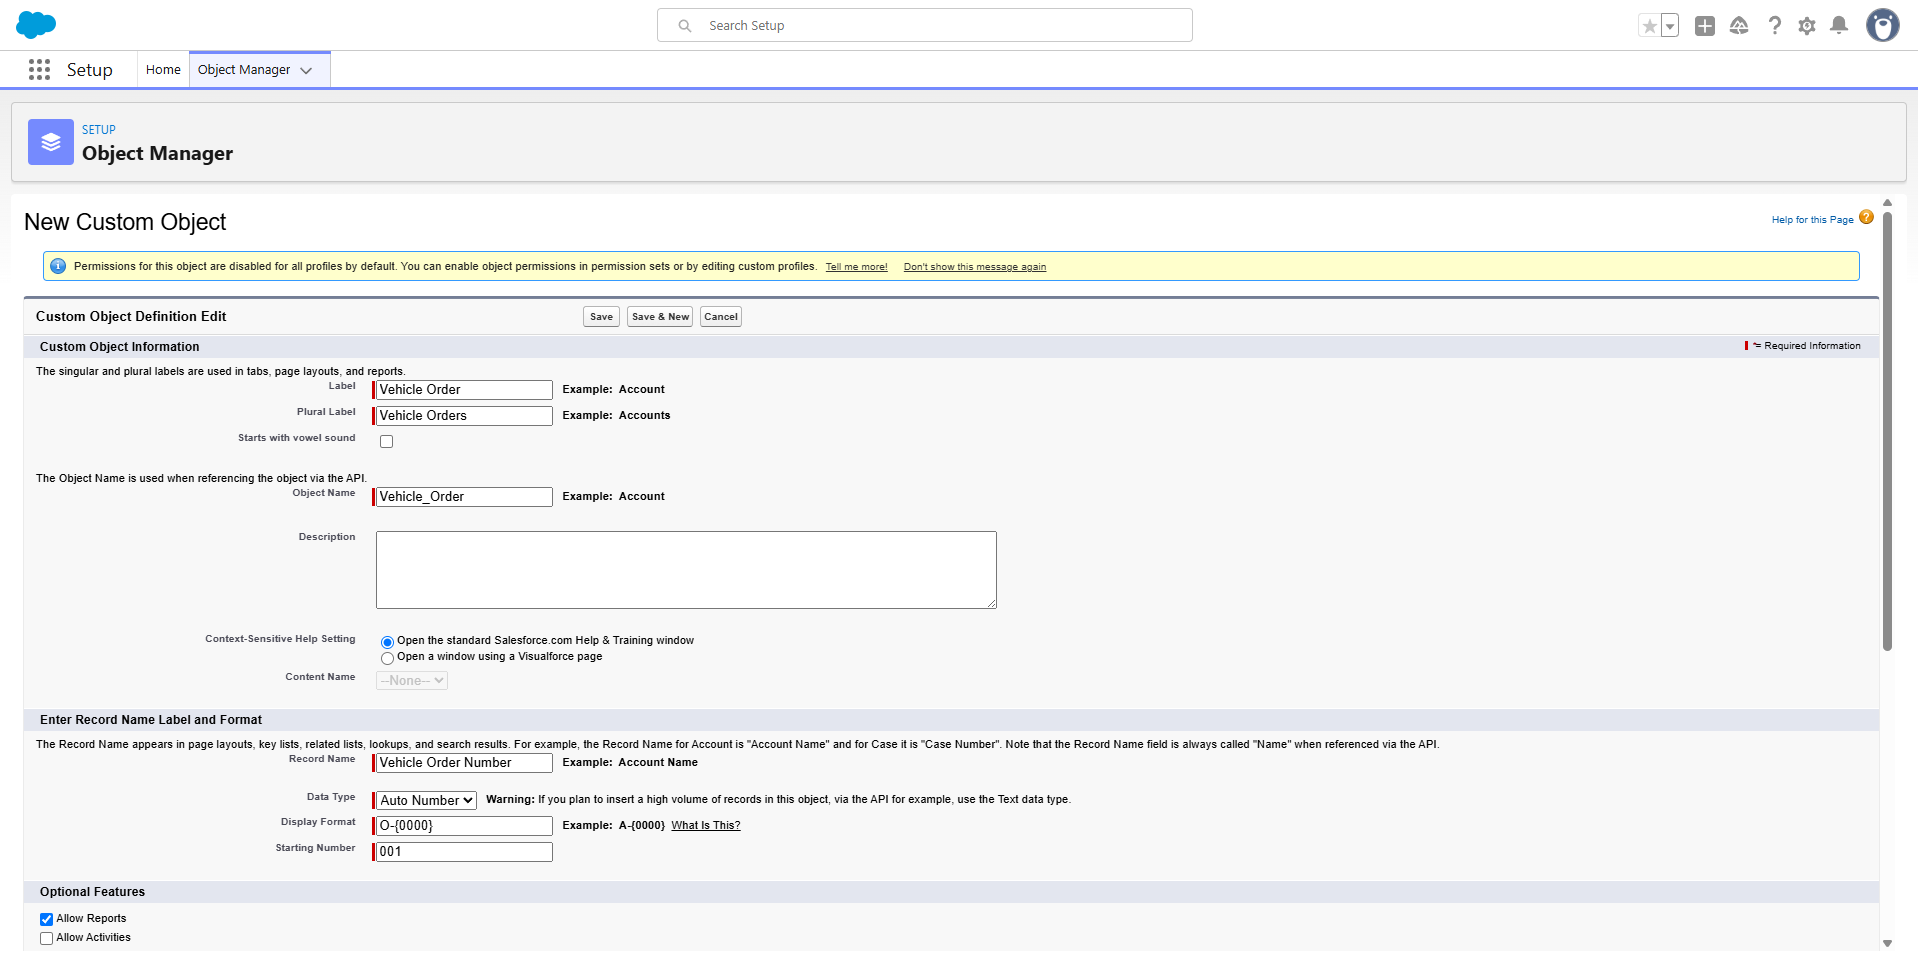 Search Setup
Setup
Home
Object Manager
SETUP
Object Manager
New Custom Object
Help for this Page
Permissions for this object are disabled for all profiles by default. You can enable object permissions in permission sets or by editing custom profiles. Tell me more! Don't show this message again
Custom Object Definition Edit
Save
Save & New
Cancel
Custom Object Information
*= Required Information
The singular and plural labels are used in tabs, page layouts, and reports.
Label
Vehicle Order
Example: Account
Plural Label
Vehicle Orders
Example: Accounts
Starts with vowel sound
The Object Name is used when referencing the object via the API.
Object Name
Vehicle_Order
Example: Account
Description
Context-Sensitive Help Setting
Open the standard Salesforce.com Help & Training window
Open a window using a Visualforce page
Content Name
--None--
Enter Record Name Label and Format
The Record Name appears in page layouts, key lists, related lists, lookups, and search results. For example, the Record Name for Account is "Account Name" and for Case it is "Case Number". Note that the Record Name field is always called "Name" when referenced via the API.
Record Name
Vehicle Order Number
Example: Account Name
Data Type
Auto Number
Warning: If you plan to insert a high volume of records in this object, via the API for example, use the Text data type.
Display Format
O-{0000}
Example: A-{0000} What Is This?
Starting Number
001
Optional Features
Allow Reports
Allow Activities